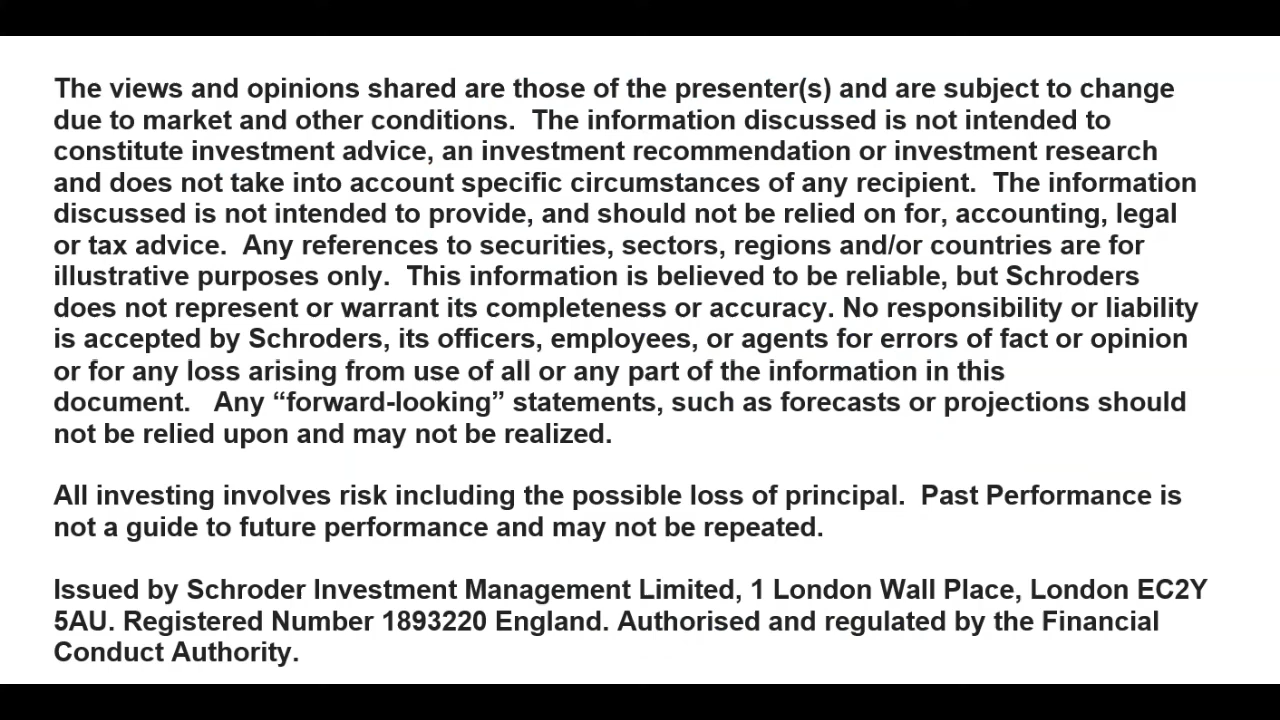 The views and opinions shared are those of the presenter(s) and are subject to change
due to market and other conditions.  The information discussed is not intended to
constitute investment advice, an investment recommendation or investment research
and does not take into account specific circumstances of any recipient.  The information
discussed is not intended to provide, and should not be relied on for, accounting, legal
or tax advice.  Any references to securities, sectors, regions and/or countries are for
illustrative purposes only.  This information is believed to be reliable, but Schroders
does not represent or warrant its completeness or accuracy. No responsibility or liability
is accepted by Schroders, its officers, employees, or agents for errors of fact or opinion
or for any loss arising from use of all or any part of the information in this
document.   Any “forward-looking” statements, such as forecasts or projections should
not be relied upon and may not be realized.
All investing involves risk including the possible loss of principal.  Past Performance is
not a guide to future performance and may not be repeated.
Issued by Schroder Investment Management Limited, 1 London Wall Place, London EC2Y
5AU. Registered Number 1893220 England. Authorised and regulated by the Financial
Conduct Authority.